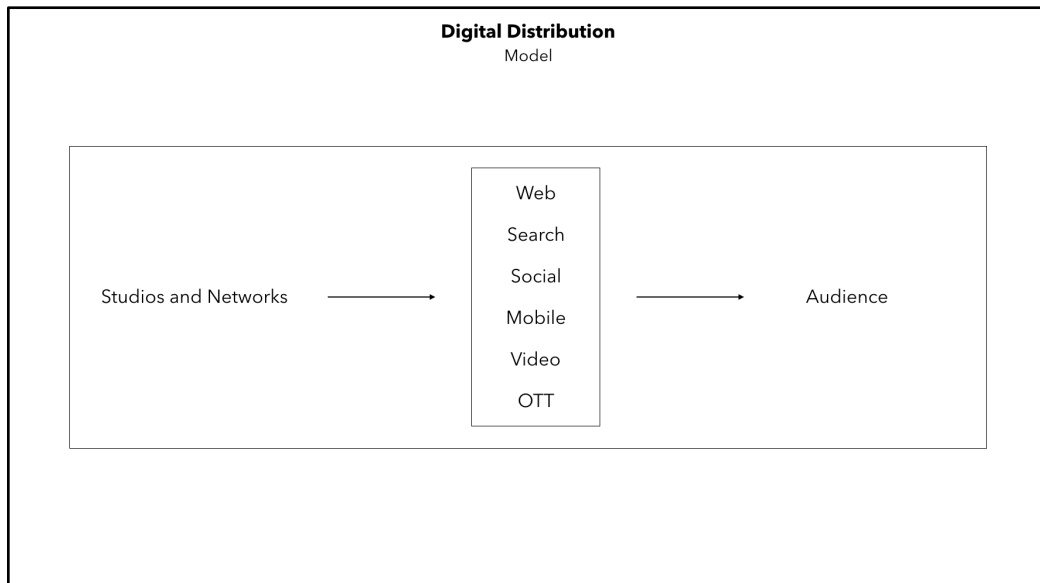 Digital Distribution
Model
Studios and Networks
Web
Search
Social
Mobile
Video
OTT
Audience